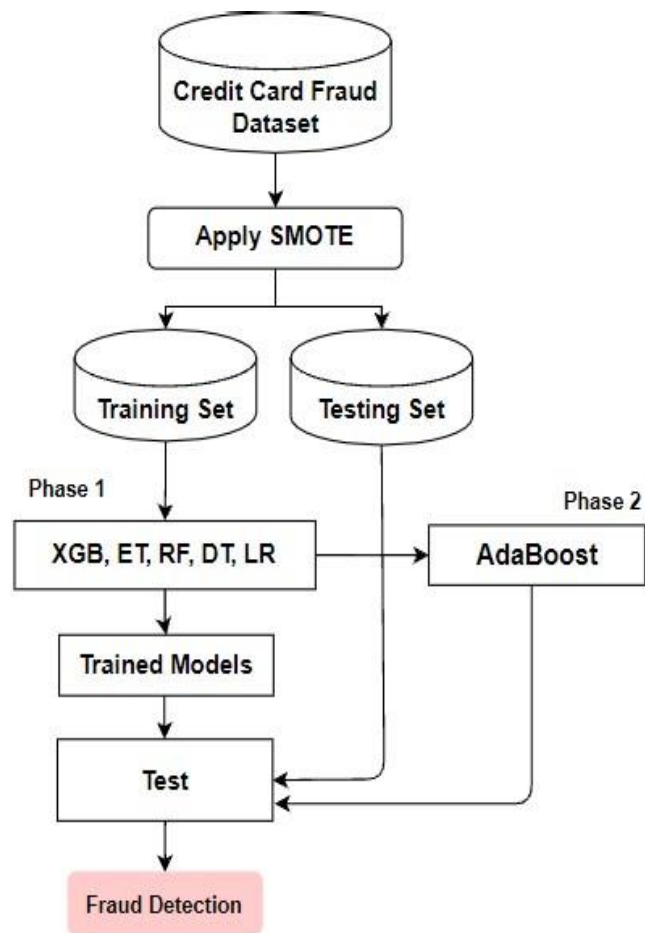 Credit Card Fraud
Dataset
Apply SMOTE
Training Set
Testing Set
Phase 1
Phase 2
XGB, ET, RF, DT, LR
AdaBoost
Trained Models
Test
Fraud Detection